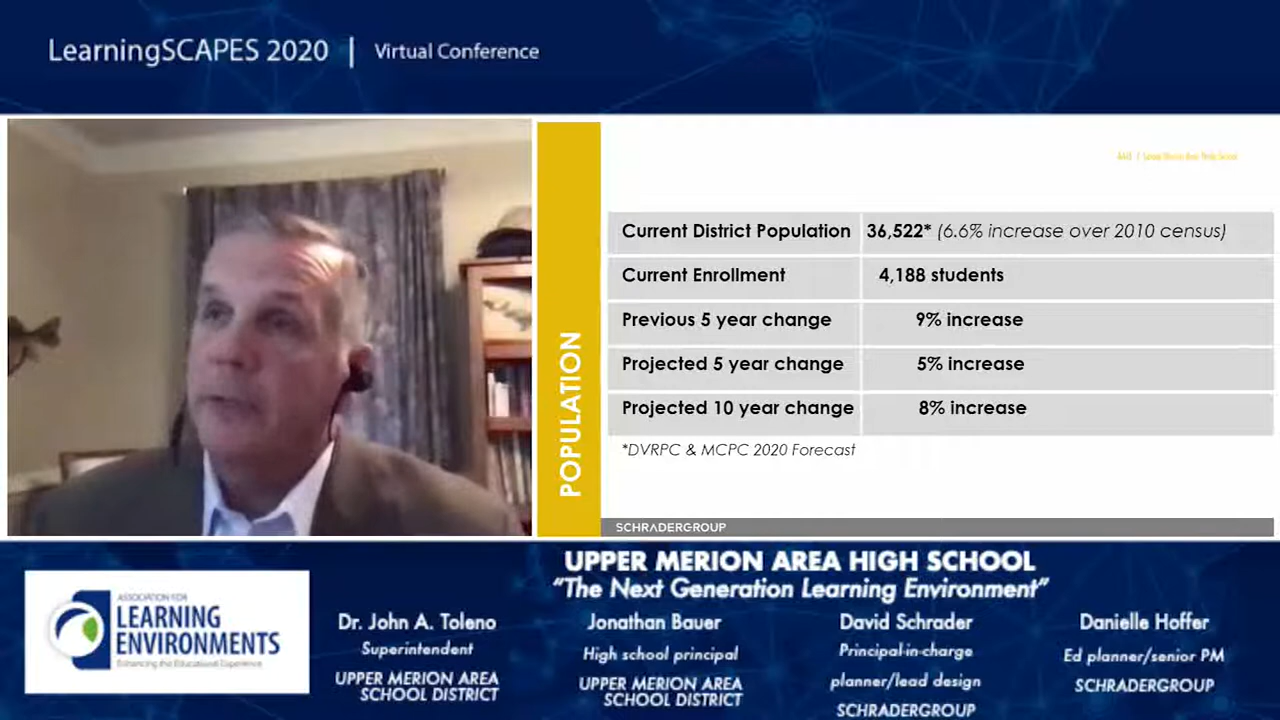 LearningSCAPES 2020 | Virtual Conference
Current District Population 36,522* (6.6% increase over 2010 census)
Current Enrollment 4,188 students
Previous 5 year change 9% increase
Projected 5 year change 5% increase
Projected 10 year change 8% increase
*DVRPC & MCPC 2020 Forecast
POPULATION
SCHRADERGROUP
UPPER MERION AREA HIGH SCHOOL
“The Next Generation Learning Environment”
ASSOCIATION FOR
LEARNING
ENVIRONMENTS
Enhancing the Educational Experience
Dr. John A. Toleno
Superintendent
UPPER MERION AREA
SCHOOL DISTRICT
Jonathan Bauer
High school principal
UPPER MERION AREA
SCHOOL DISTRICT
David Schrader
Principal-in-charge
planner/lead design
SCHRADERGROUP
Danielle Hoffer
Ed planner/senior PM
SCHRADERGROUP